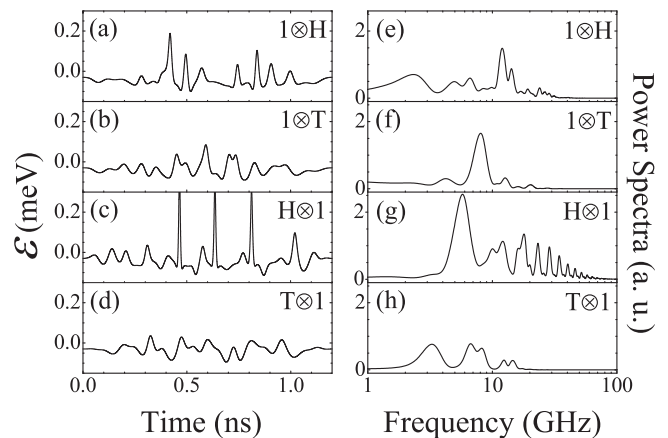 (a) 1⊗H
0.2
0.0
(b) 1⊗T
0.2
0.0
(c) H⊗1
0.2
0.0
(d) T⊗1
0.2
0.0
0.0 0.5 1.0
ℰ (meV)
Time (ns)
(e) 1⊗H
2
0
(f) 1⊗T
2
0
(g) H⊗1
2
0
(h) T⊗1
2
0
1 10 100
Frequency (GHz)
Power Spectra (a. u.)